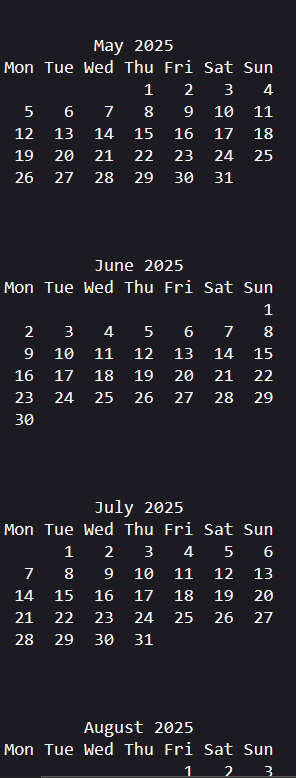 May 2025
Mon Tue Wed Thu Fri Sat Sun
1 2 3 4
5 6 7 8 9 10 11
12 13 14 15 16 17 18
19 20 21 22 23 24 25
26 27 28 29 30 31
June 2025
Mon Tue Wed Thu Fri Sat Sun
1
2 3 4 5 6 7 8
9 10 11 12 13 14 15
16 17 18 19 20 21 22
23 24 25 26 27 28 29
30
July 2025
Mon Tue Wed Thu Fri Sat Sun
1 2 3 4 5 6
7 8 9 10 11 12 13
14 15 16 17 18 19 20
21 22 23 24 25 26 27
28 29 30 31
August 2025
Mon Tue Wed Thu Fri Sat Sun
1 2 3